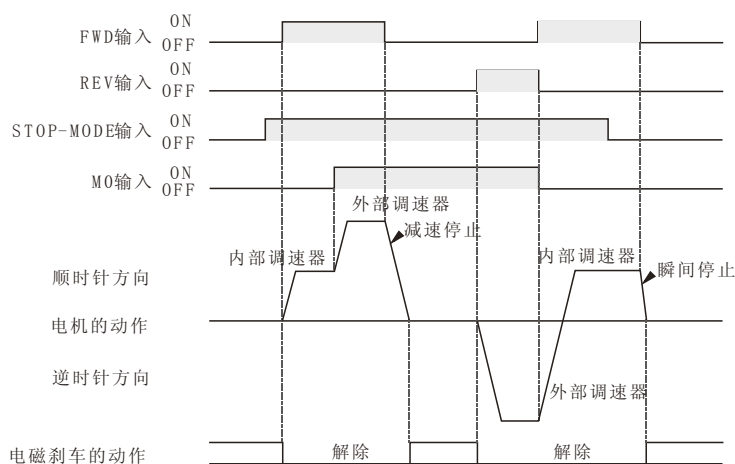 FWD输入 ON
OFF
REV输入 ON
OFF
STOP-MODE输入 ON
OFF
M0输入 ON
OFF
外部调速器
减速停止
内部调速器
内部调速器
瞬间停止
顺时针方向
电机的动作
逆时针方向
外部调速器
电磁刹车的动作
解除
解除